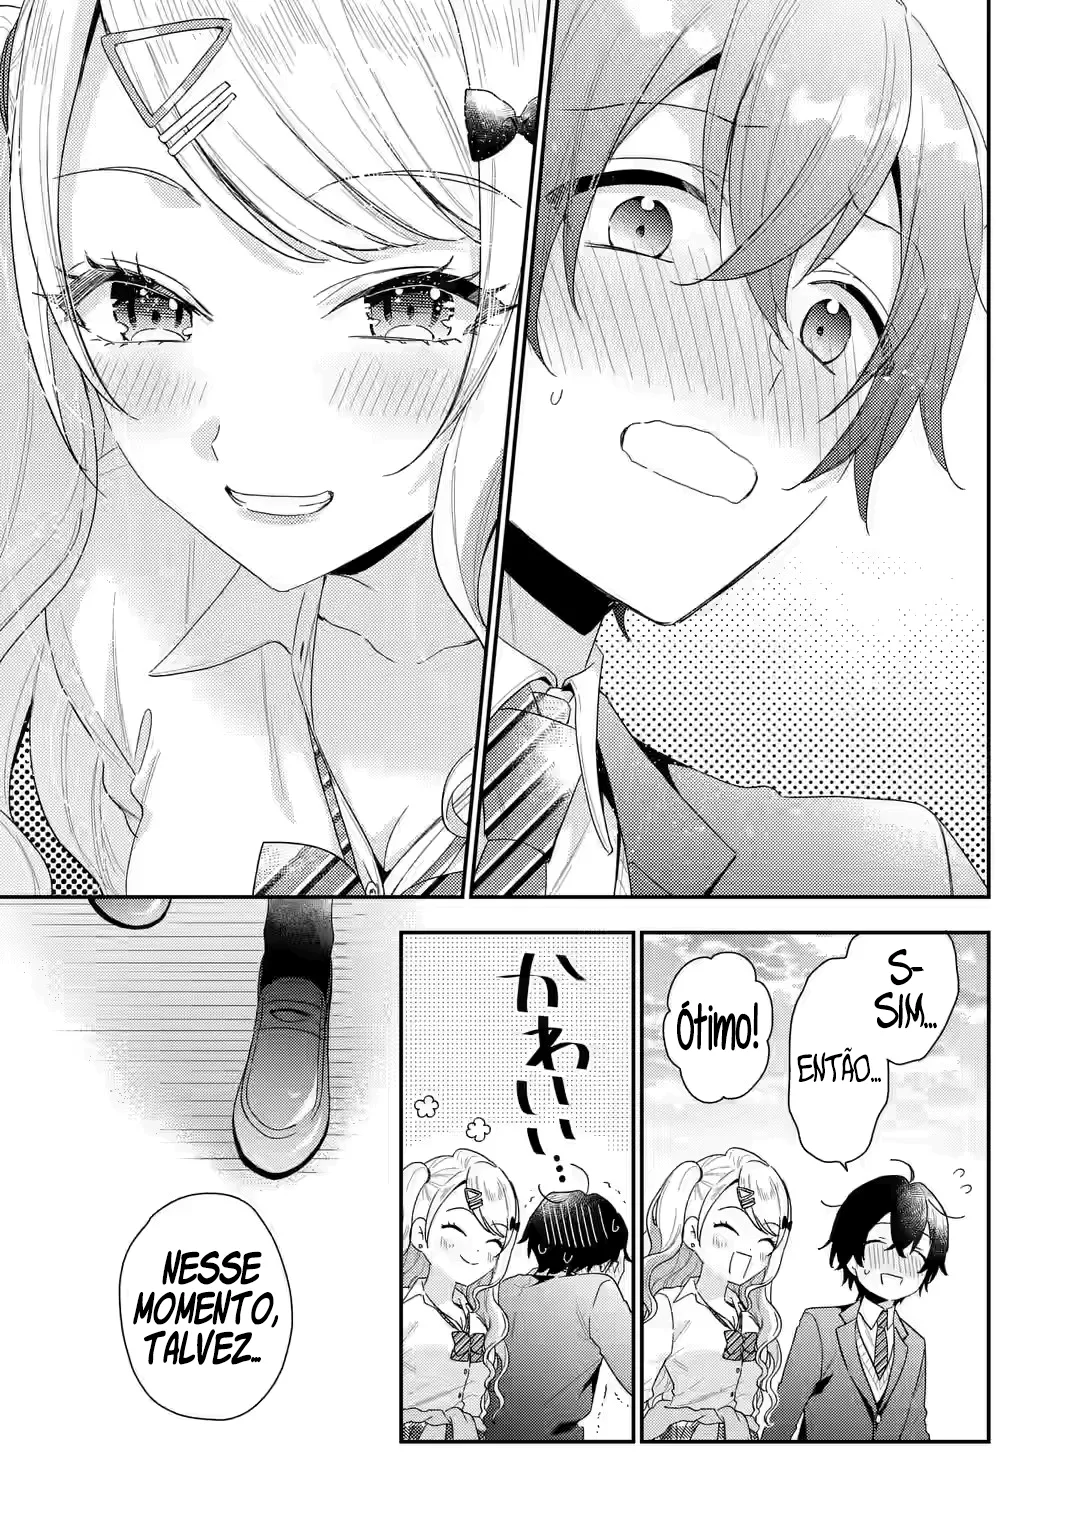 S-
SIM...
ENTÃO...
Ótimo!
かわいい...
NESSE
MOMENTO,
TALVEZ...